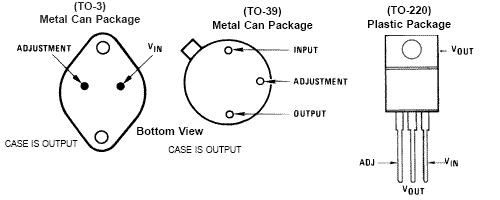 (TO-3)
Metal Can Package
ADJUSTMENT
VIN
CASE IS OUTPUT
Bottom View
(TO-39)
Metal Can Package
INPUT
ADJUSTMENT
OUTPUT
CASE IS OUTPUT
(TO-220)
Plastic Package
VOUT
ADJ
VIN
VOUT